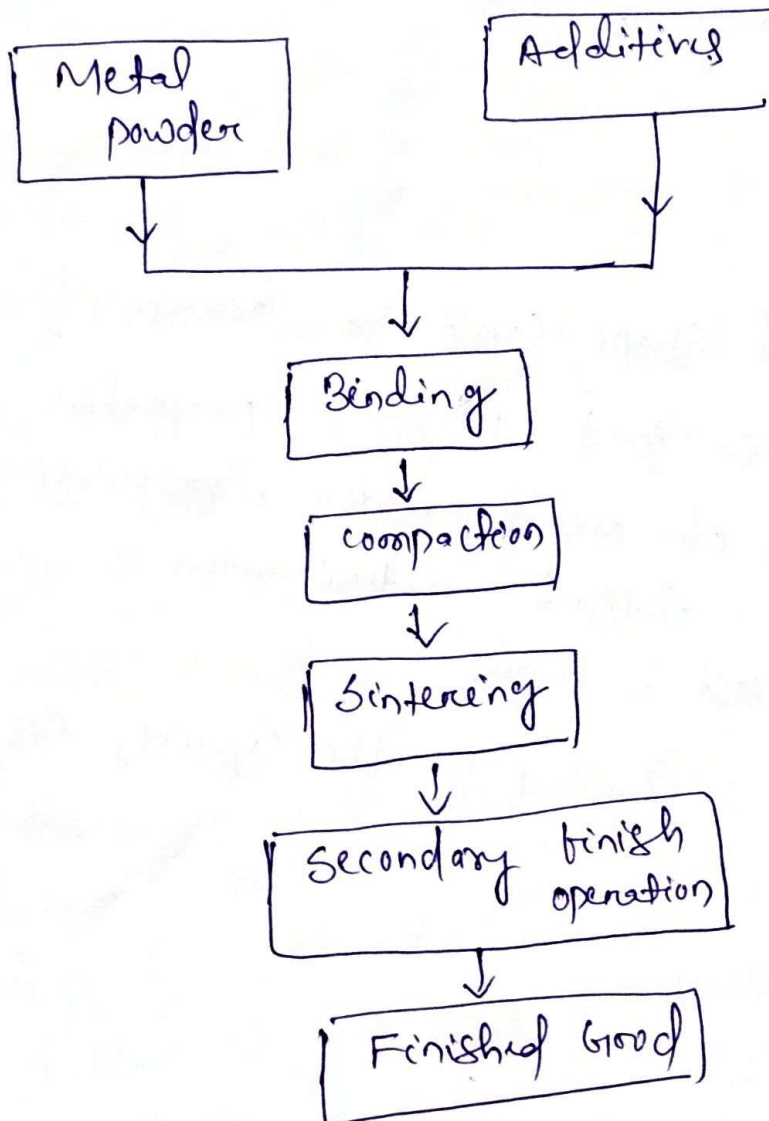 Metal
powder
Additives
Binding
compaction
Sintering
Secondary finish
operation
Finished Good